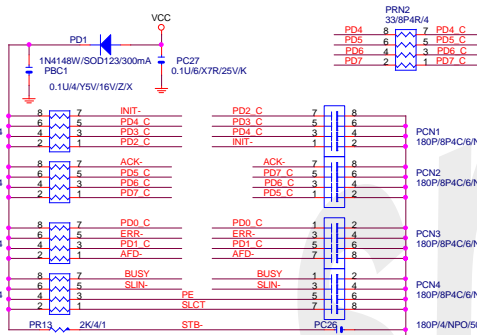 PRN2
33/8P4R/4
VCC
PD4 8 7 PD4_C
PD5 6 5 PD5_C
PD6 4 3 PD6_C
PD7 2 1 PD7_C
PD1
1N4148W/SOD123/300mA
PC27
PBC1
0.1U/6/X7R/25V/K
0.1U/4/Y5V/16V/Z/X
8 7 INIT- PD2_C 7 8
6 5 PD4_C PD3_C 5 6
4 3 PD3_C PD4_C 3 4
2 1 PD2_C INIT- 1 2
PCN1
180P/8P4C/6/N
8 7 ACK- ACK- 7 8
6 5 PD5_C PD7_C 5 6
4 3 PD6_C PD6_C 3 4
2 1 PD7_C PD5_C 1 2
PCN2
180P/8P4C/6/N
8 7 PD0_C PD0_C 1 2
6 5 ERR- ERR- 3 4
4 3 PD1_C PD1_C 5 6
2 1 AFD- AFD- 7 8
PCN3
180P/8P4C/6/N
8 7 BUSY BUSY 1 2
6 5 SLIN- SLIN- 3 4
4 3 PE 5 6
2 1 SLCT 7 8
PCN4
180P/8P4C/6/N
PR13 2K/4/1 STB- PC26 180P/4/NPO/50